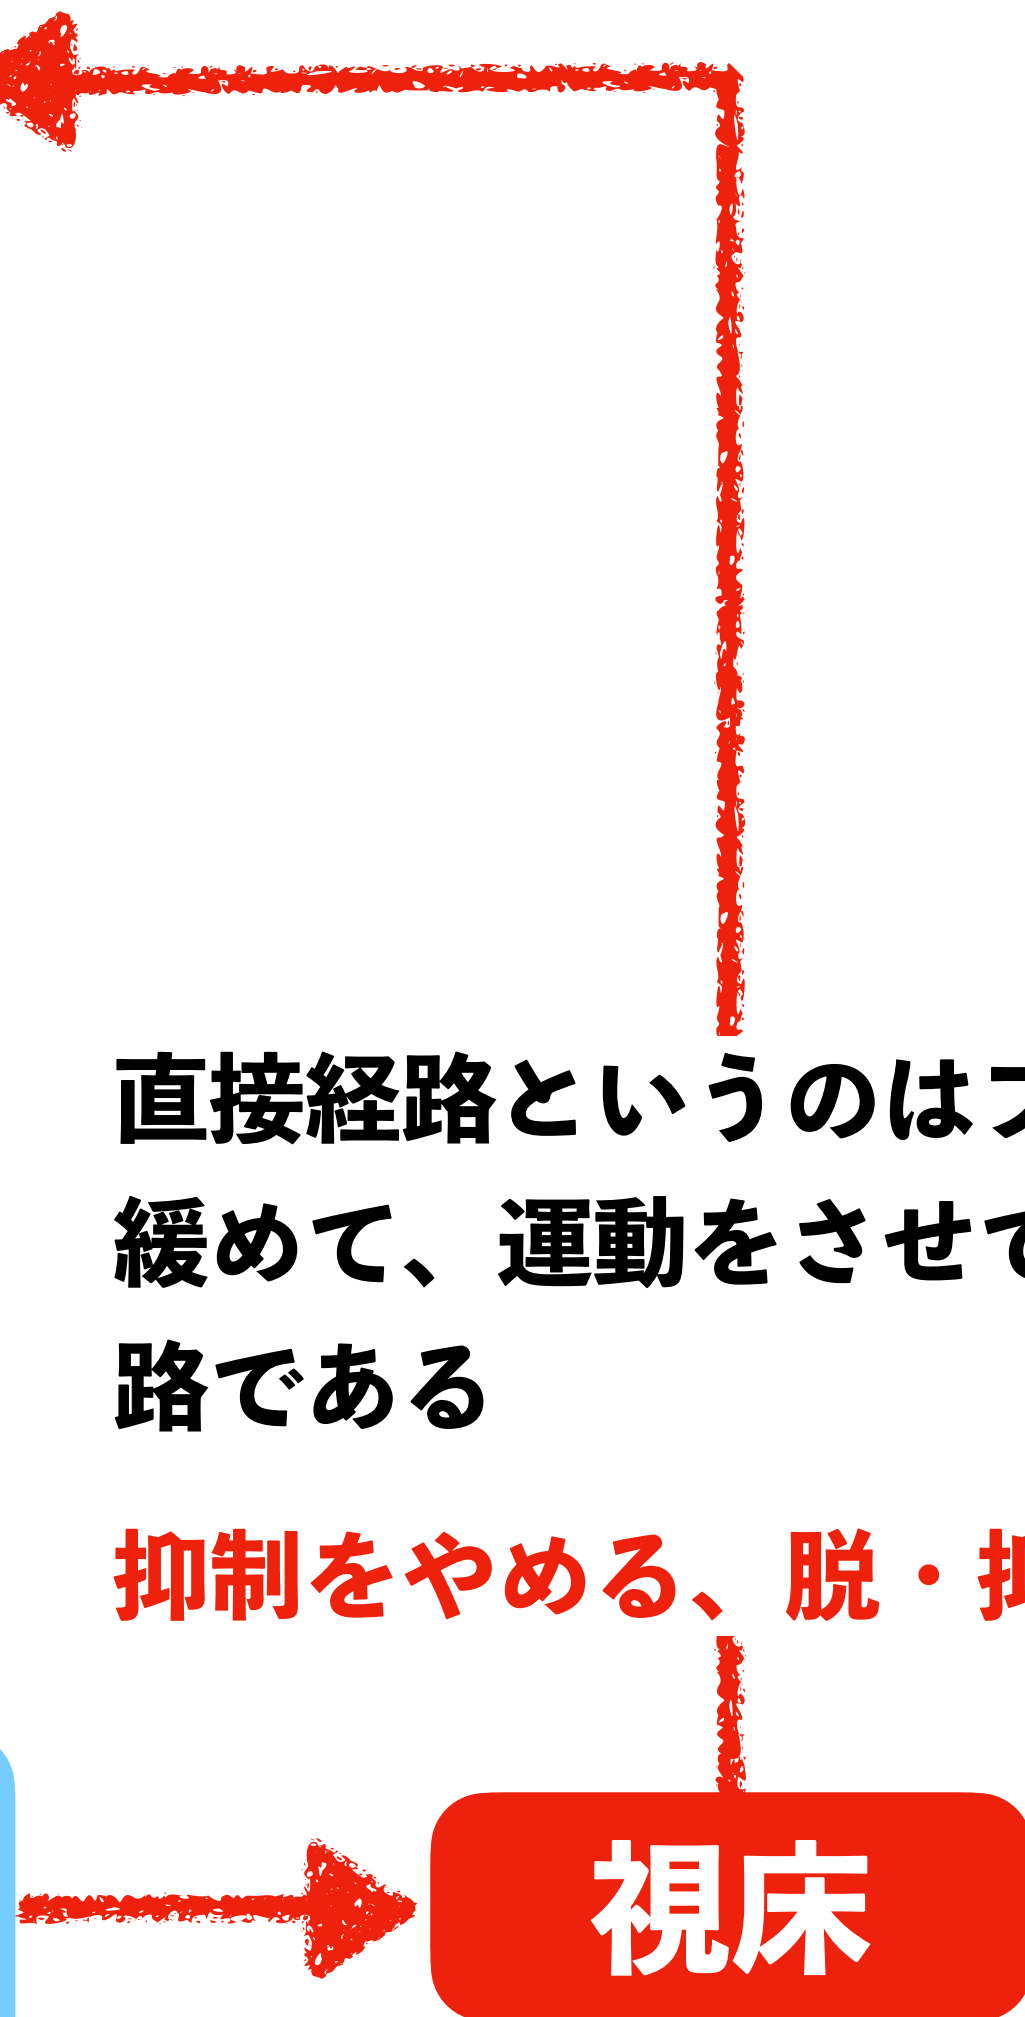 直接経路というのは
緩めて、運動をさせて
路である
抑制をやめる、脱・抑
視床